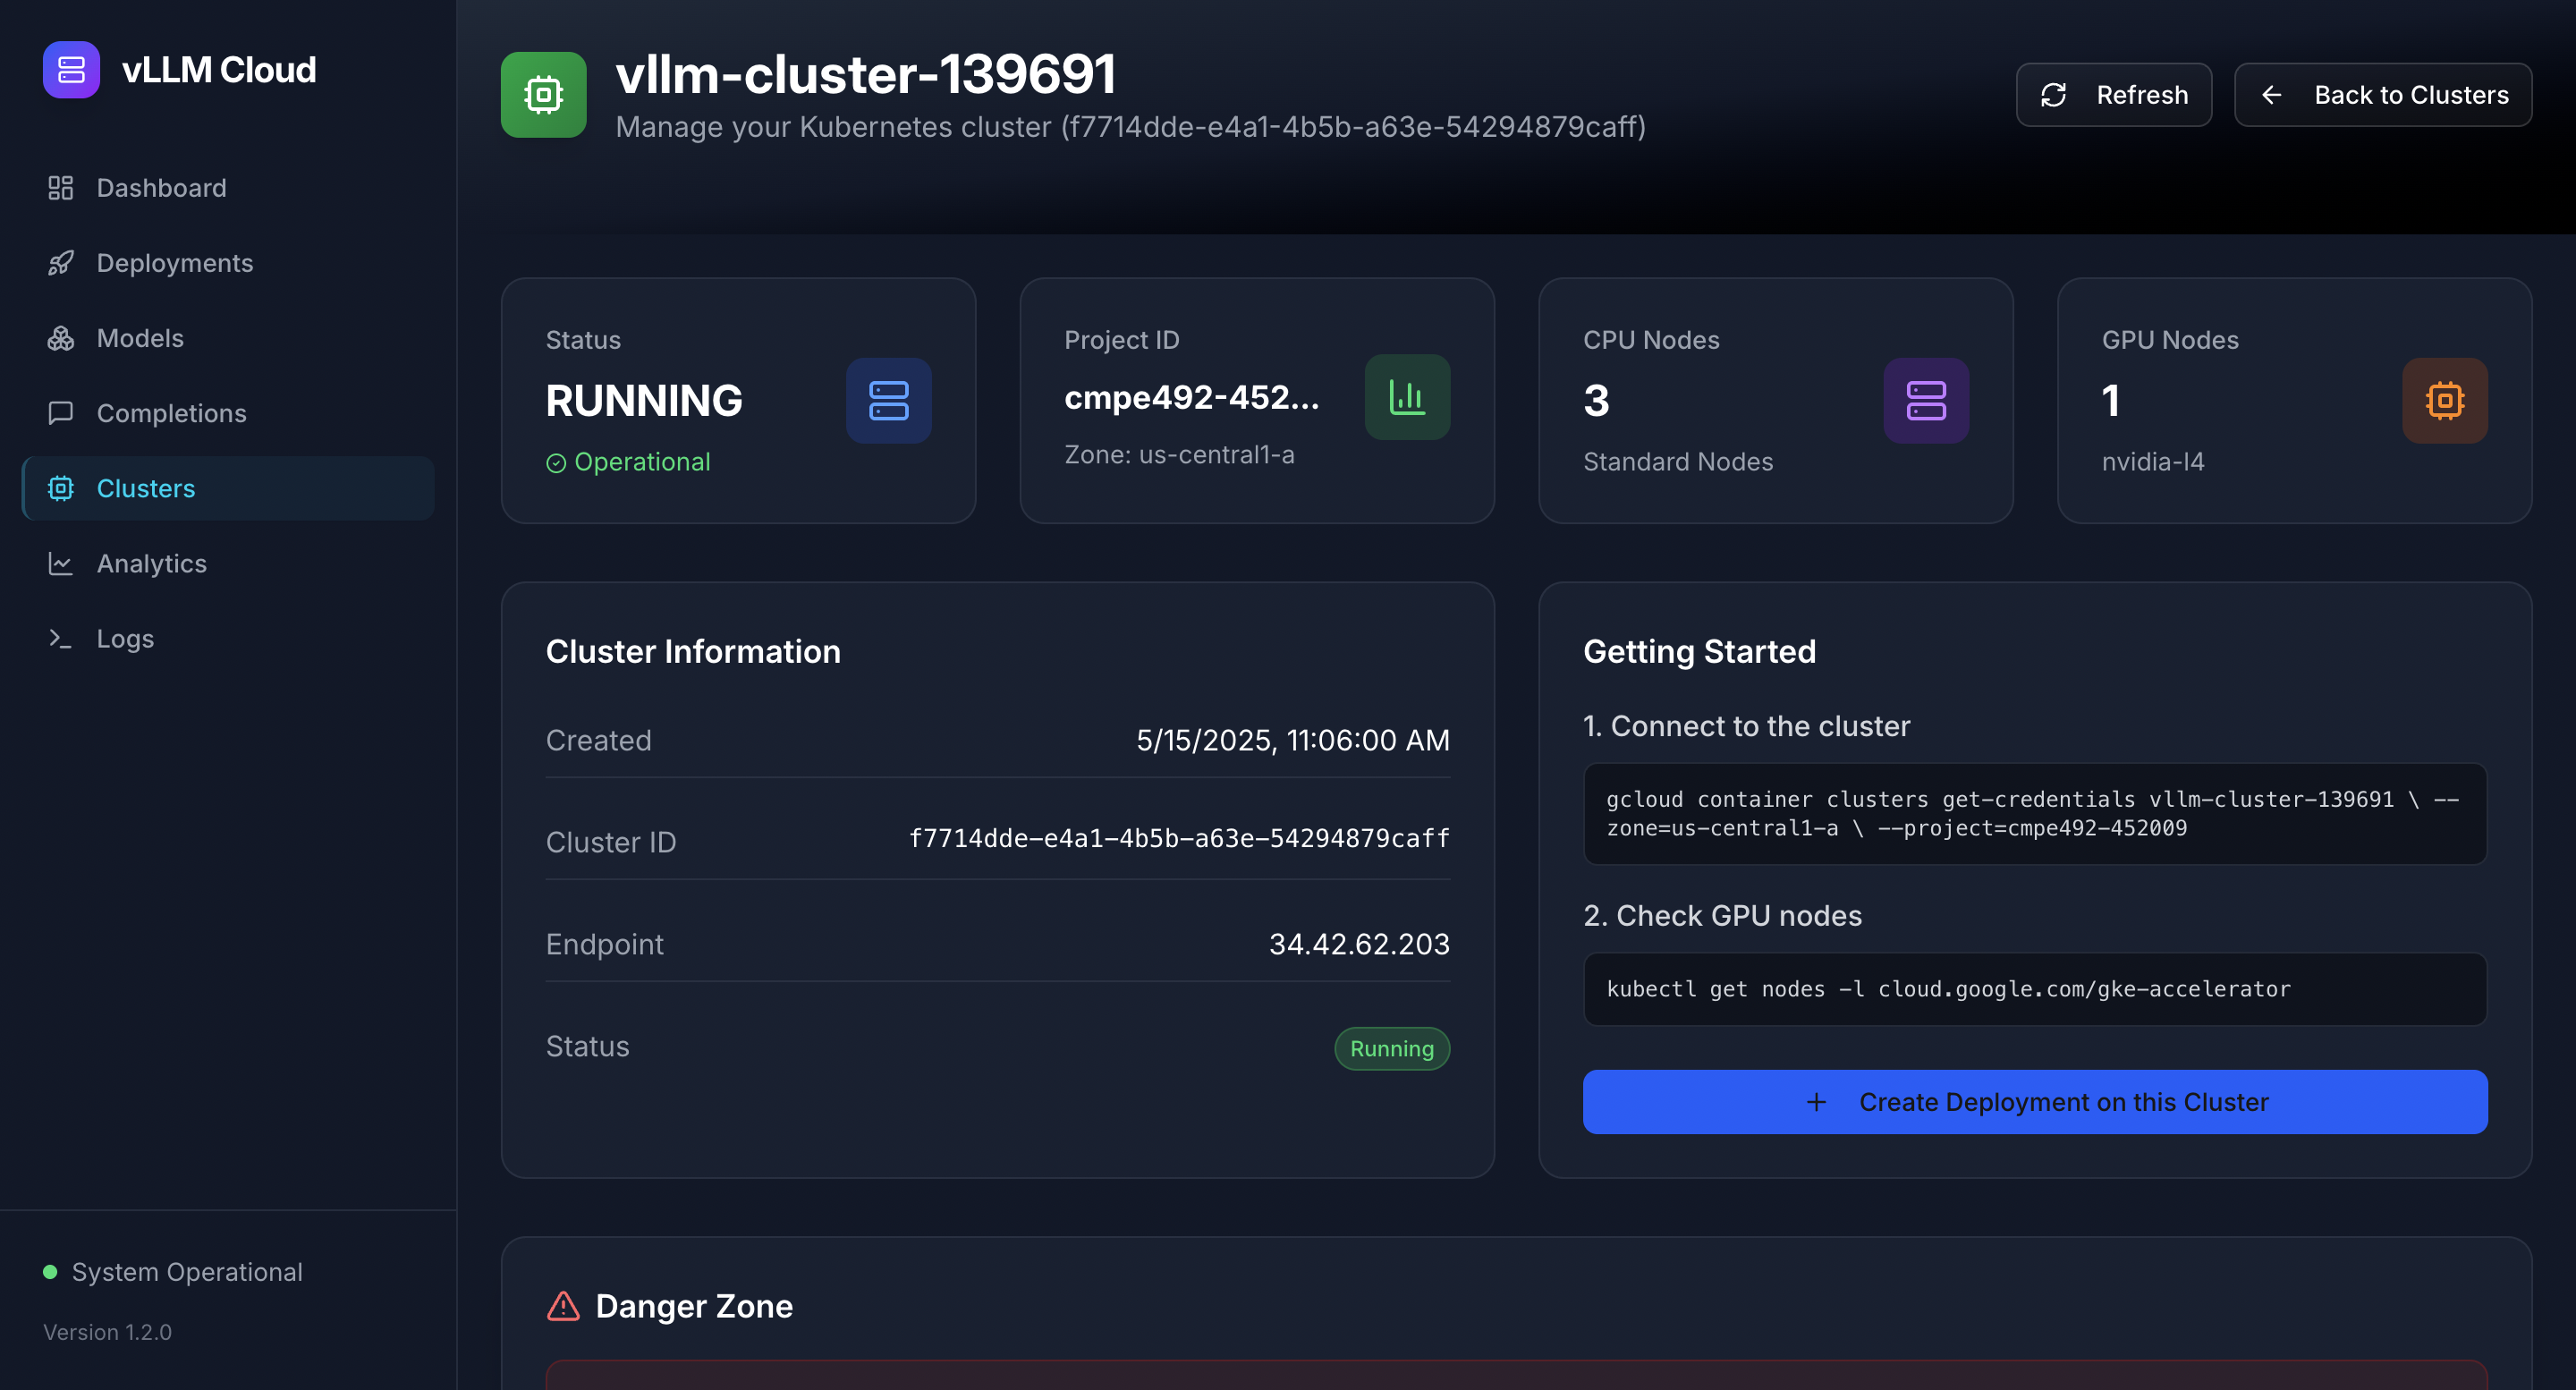 vLLM Cloud
Dashboard
Deployments
Models
Completions
Clusters
Analytics
Logs
System Operational
Version 1.2.0
vllm-cluster-139691
Manage your Kubernetes cluster (f7714dde-e4a1-4b5b-a63e-54294879caff)
Refresh
Back to Clusters
Status
RUNNING
Operational
Project ID
cmpe492-452...
Zone: us-central1-a
CPU Nodes
3
Standard Nodes
GPU Nodes
1
nvidia-l4
Cluster Information
Created 5/15/2025, 11:06:00 AM
Cluster ID f7714dde-e4a1-4b5b-a63e-54294879caff
Endpoint 34.42.62.203
Status Running
Getting Started
1. Connect to the cluster
gcloud container clusters get-credentials vllm-cluster-139691 \ --
zone=us-central1-a \ --project=cmpe492-452009
2. Check GPU nodes
kubectl get nodes -l cloud.google.com/gke-accelerator
Create Deployment on this Cluster
Danger Zone